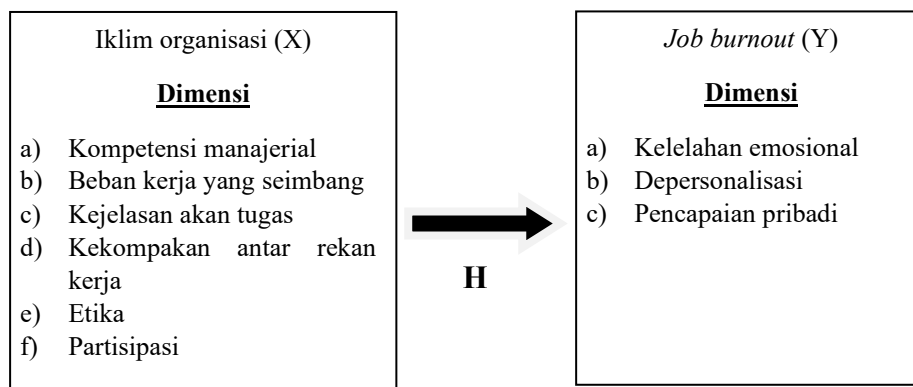 Iklim organisasi (X)
Dimensi
a) Kompetensi manajerial
b) Beban kerja yang seimbang
c) Kejelasan akan tugas
d) Kekompakan antar rekan
kerja
e) Etika
f) Partisipasi
H
Job burnout (Y)
Dimensi
a) Kelelahan emosional
b) Depersonalisasi
c) Pencapaian pribadi